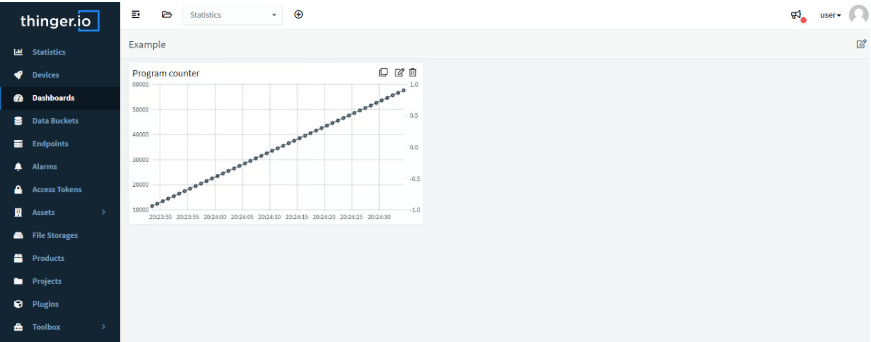 thinger.io
Statistics
user
Statistics
Devices
Dashboards
Data Buckets
Endpoints
Alarms
Access Tokens
Assets
File Storages
Products
Projects
Plugins
Toolbox
Example
Program counter
60000
50000
40000
30000
20000
10000
1.0
0.5
0.0
-0.5
-1.0
20:23:50 20:23:55 20:24:00 20:24:05 20:24:10 20:24:15 20:24:20 20:24:25 20:24:30